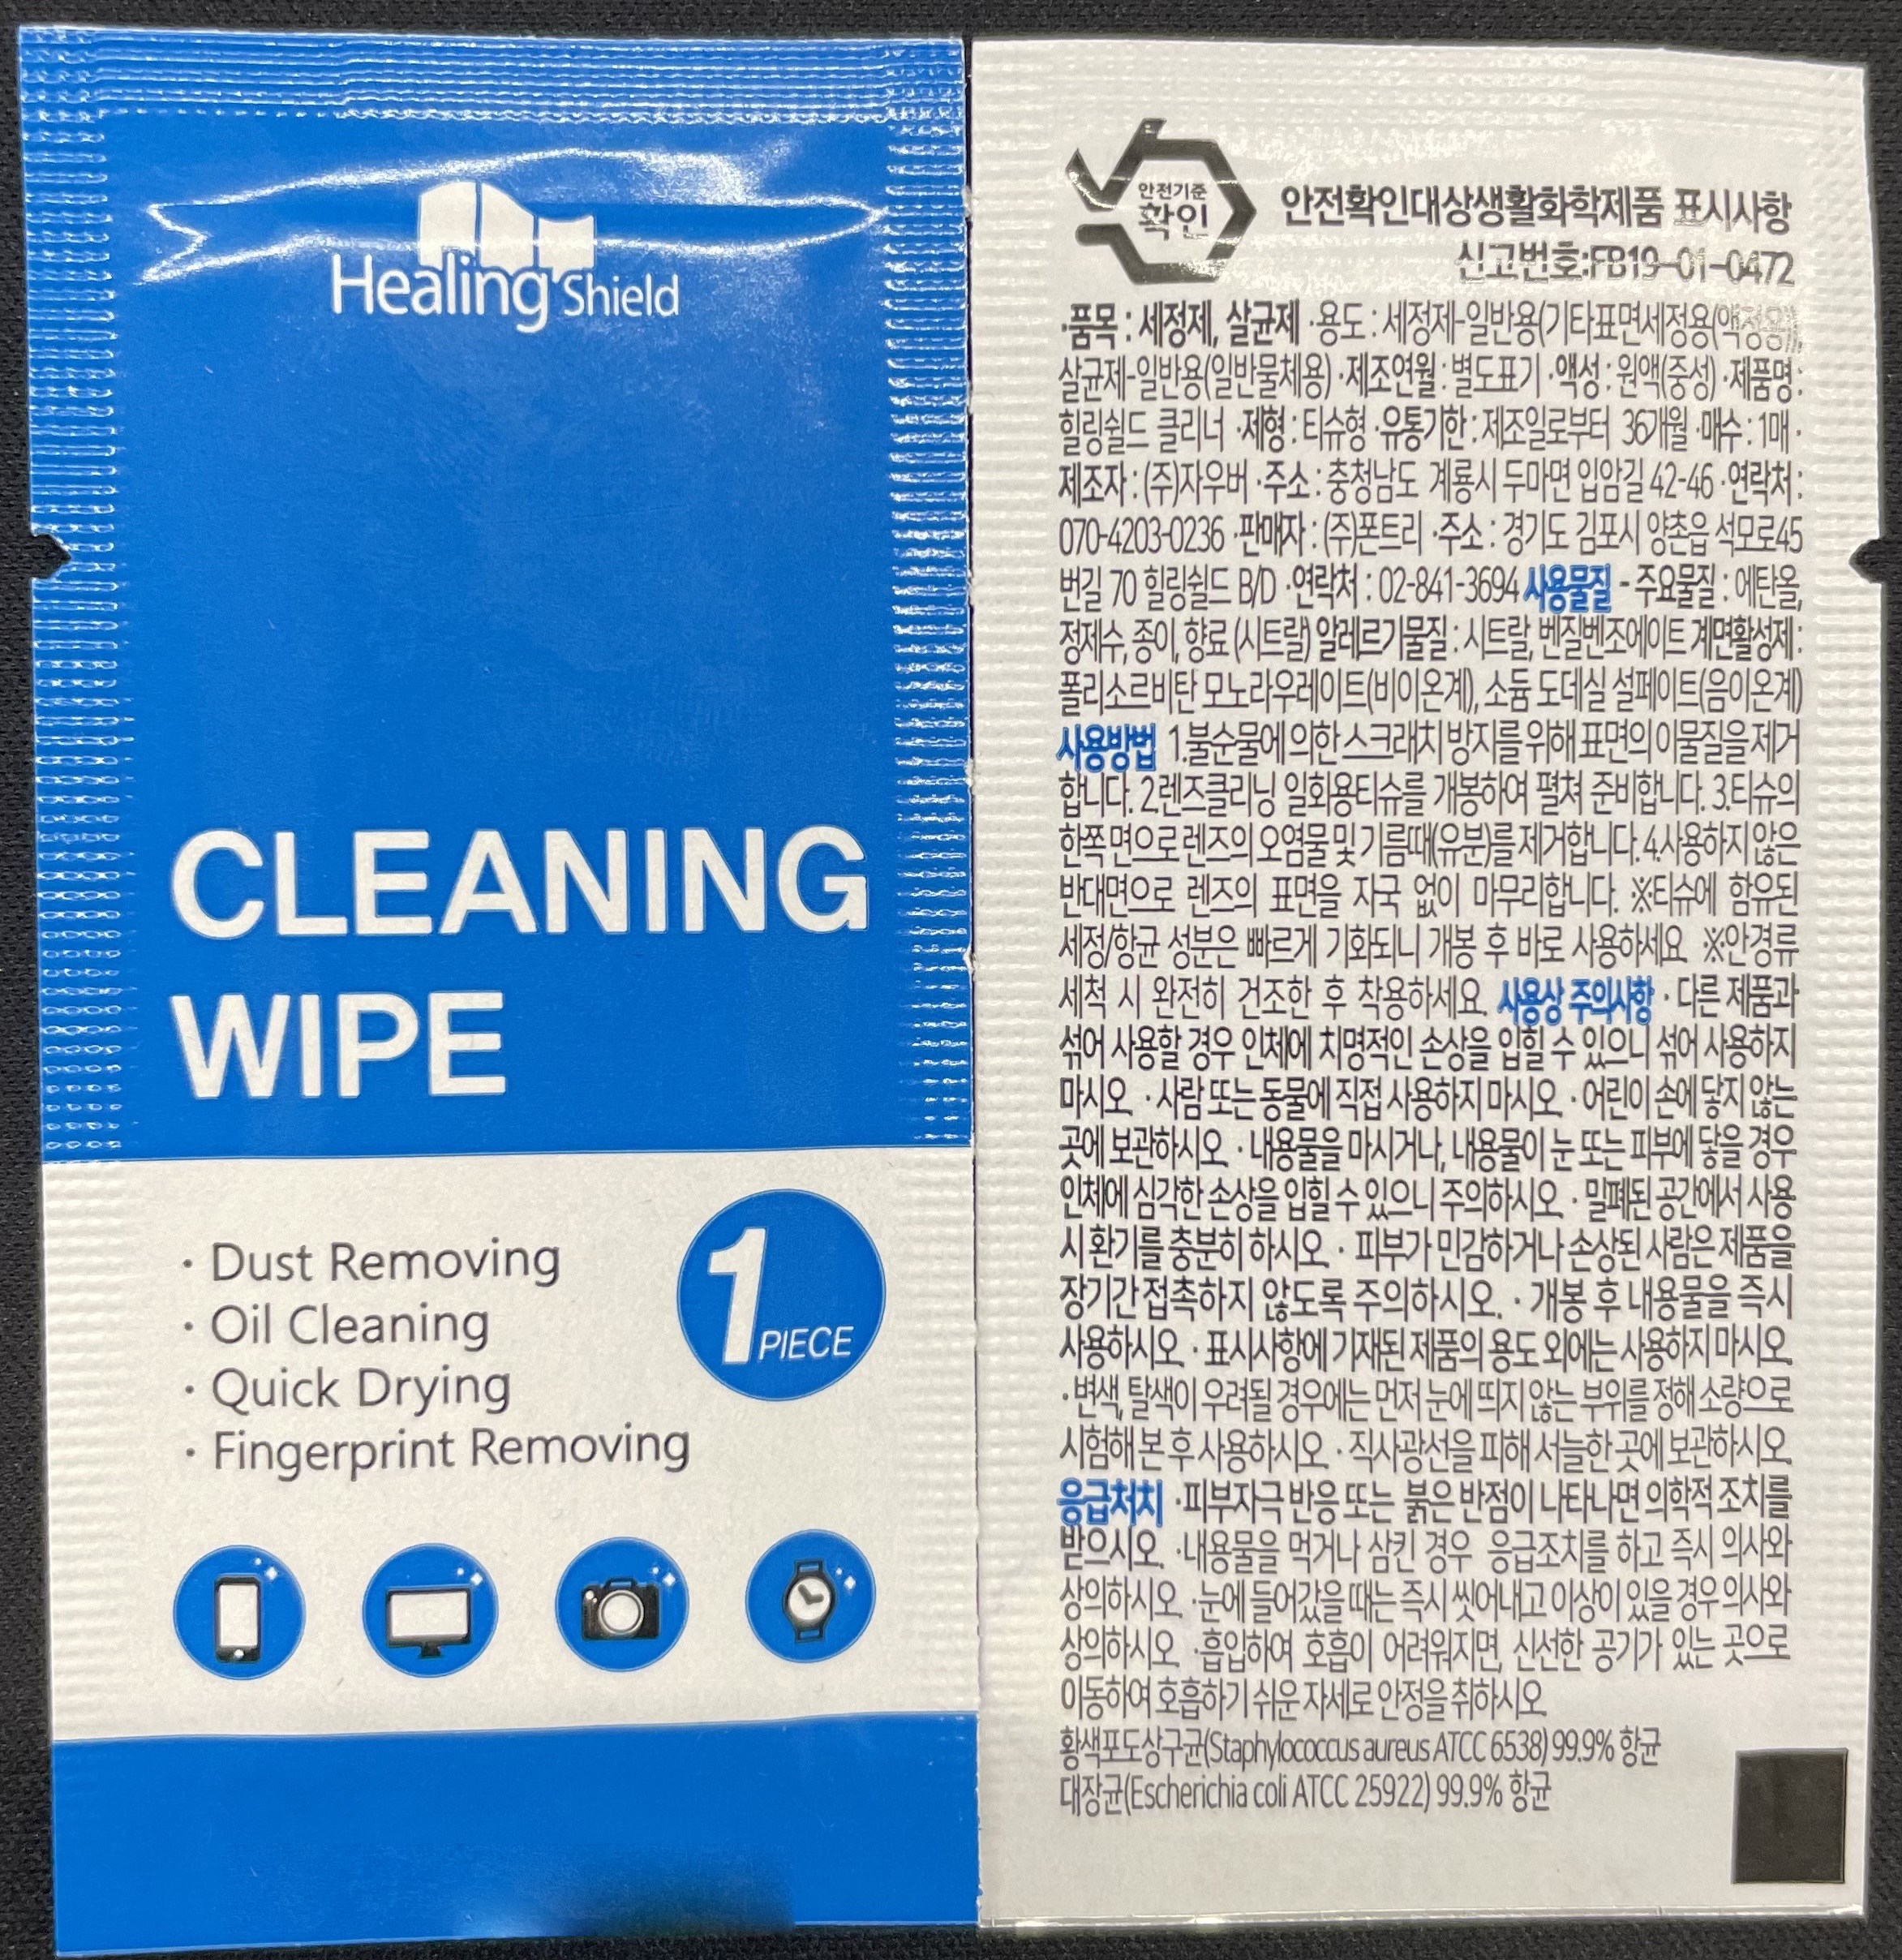 Healing Shield
CLEANING
WIPE
· Dust Removing
· Oil Cleaning
· Quick Drying
· Fingerprint Removing
1 PIECE
안전기준
확인
안전확인대상생활화학제품 표시사항
신고번호:FB19-01-0472
·품목 : 세정제, 살균제 ·용도 : 세정제-일반용(기타표면세정용(액정용)),
살균제-일반용(일반물체용) ·제조연월 : 별도표기 ·액성 : 원액(중성) ·제품명 :
힐링쉴드 클리너 ·제형 : 티슈형 ·유통기한 : 제조일로부터 36개월 ·매수 : 1매 ·
제조자 : (주)자우버 ·주소 : 충청남도 계룡시 두마면 입암길 42-46 ·연락처 :
070-4203-0236 ·판매자 : (주)폰트리 ·주소 : 경기도 김포시 양촌읍 석모로45
번길 70 힐링쉴드 B/D ·연락처 : 02-841-3694 사용물질 - 주요물질 : 에탄올,
정제수, 종이, 향료 (시트랄) 알레르기물질 : 시트랄, 벤질벤조에이트 계면활성제 :
폴리소르비탄 모노라우레이트(비이온계), 소듐 도데실 설페이트(음이온계)
사용방법 1.불순물에 의한 스크래치 방지를 위해 표면의 이물질을 제거
합니다. 2.렌즈클리닝 일회용티슈를 개봉하여 펼쳐 준비합니다. 3.티슈의
한쪽 면으로 렌즈의 오염물 및 기름때(유분)를 제거합니다. 4.사용하지 않은
반대면으로 렌즈의 표면을 자국 없이 마무리합니다. ※티슈에 함유된
세정/항균 성분은 빠르게 기화되니 개봉 후 바로 사용하세요 ※안경류
세척 시 완전히 건조한 후 착용하세요. 사용상 주의사항 · 다른 제품과
섞어 사용할 경우 인체에 치명적인 손상을 입힐 수 있으니 섞어 사용하지
마시오. · 사람 또는 동물에 직접 사용하지 마시오. · 어린이 손에 닿지 않는
곳에 보관하시오. · 내용물을 마시거나, 내용물이 눈 또는 피부에 닿을 경우
인체에 심각한 손상을 입힐 수 있으니 주의하시오. · 밀폐된 공간에서 사용
시 환기를 충분히 하시오. · 피부가 민감하거나 손상된 사람은 제품을
장기간 접촉하지 않도록 주의하시오. · 개봉 후 내용물을 즉시
사용하시오. · 표시사항에 기재된 제품의 용도 외에는 사용하지 마시오.
· 변색, 탈색이 우려될 경우에는 먼저 눈에 띄지 않는 부위를 정해 소량으로
시험해 본 후 사용하시오. · 직사광선을 피해 서늘한 곳에 보관하시오.
응급처치 ·피부자극 반응 또는 붉은 반점이 나타나면 의학적 조치를
받으시오. ·내용물을 먹거나 삼킨 경우 응급조치를 하고 즉시 의사와
상의하시오. ·눈에 들어갔을 때는 즉시 씻어내고 이상이 있을 경우 의사와
상의하시오. ·흡입하여 호흡이 어려워지면, 신선한 공기가 있는 곳으로
이동하여 호흡하기 쉬운 자세로 안정을 취하시오.
황색포도상구균(Staphylococcus aureus ATCC 6538) 99.9% 항균
대장균(Escherichia coli ATCC 25922) 99.9% 항균